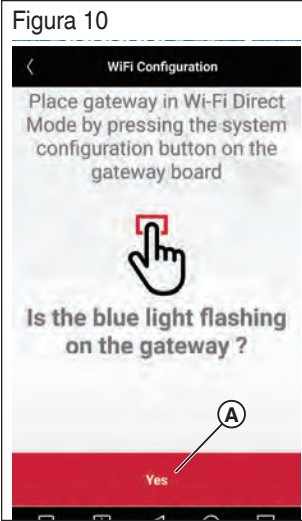 Figura 10
WiFi Configuration
Place gateway in Wi-Fi Direct
Mode by pressing the system
configuration button on the
gateway board
Is the blue light flashing
on the gateway ?
A
Yes